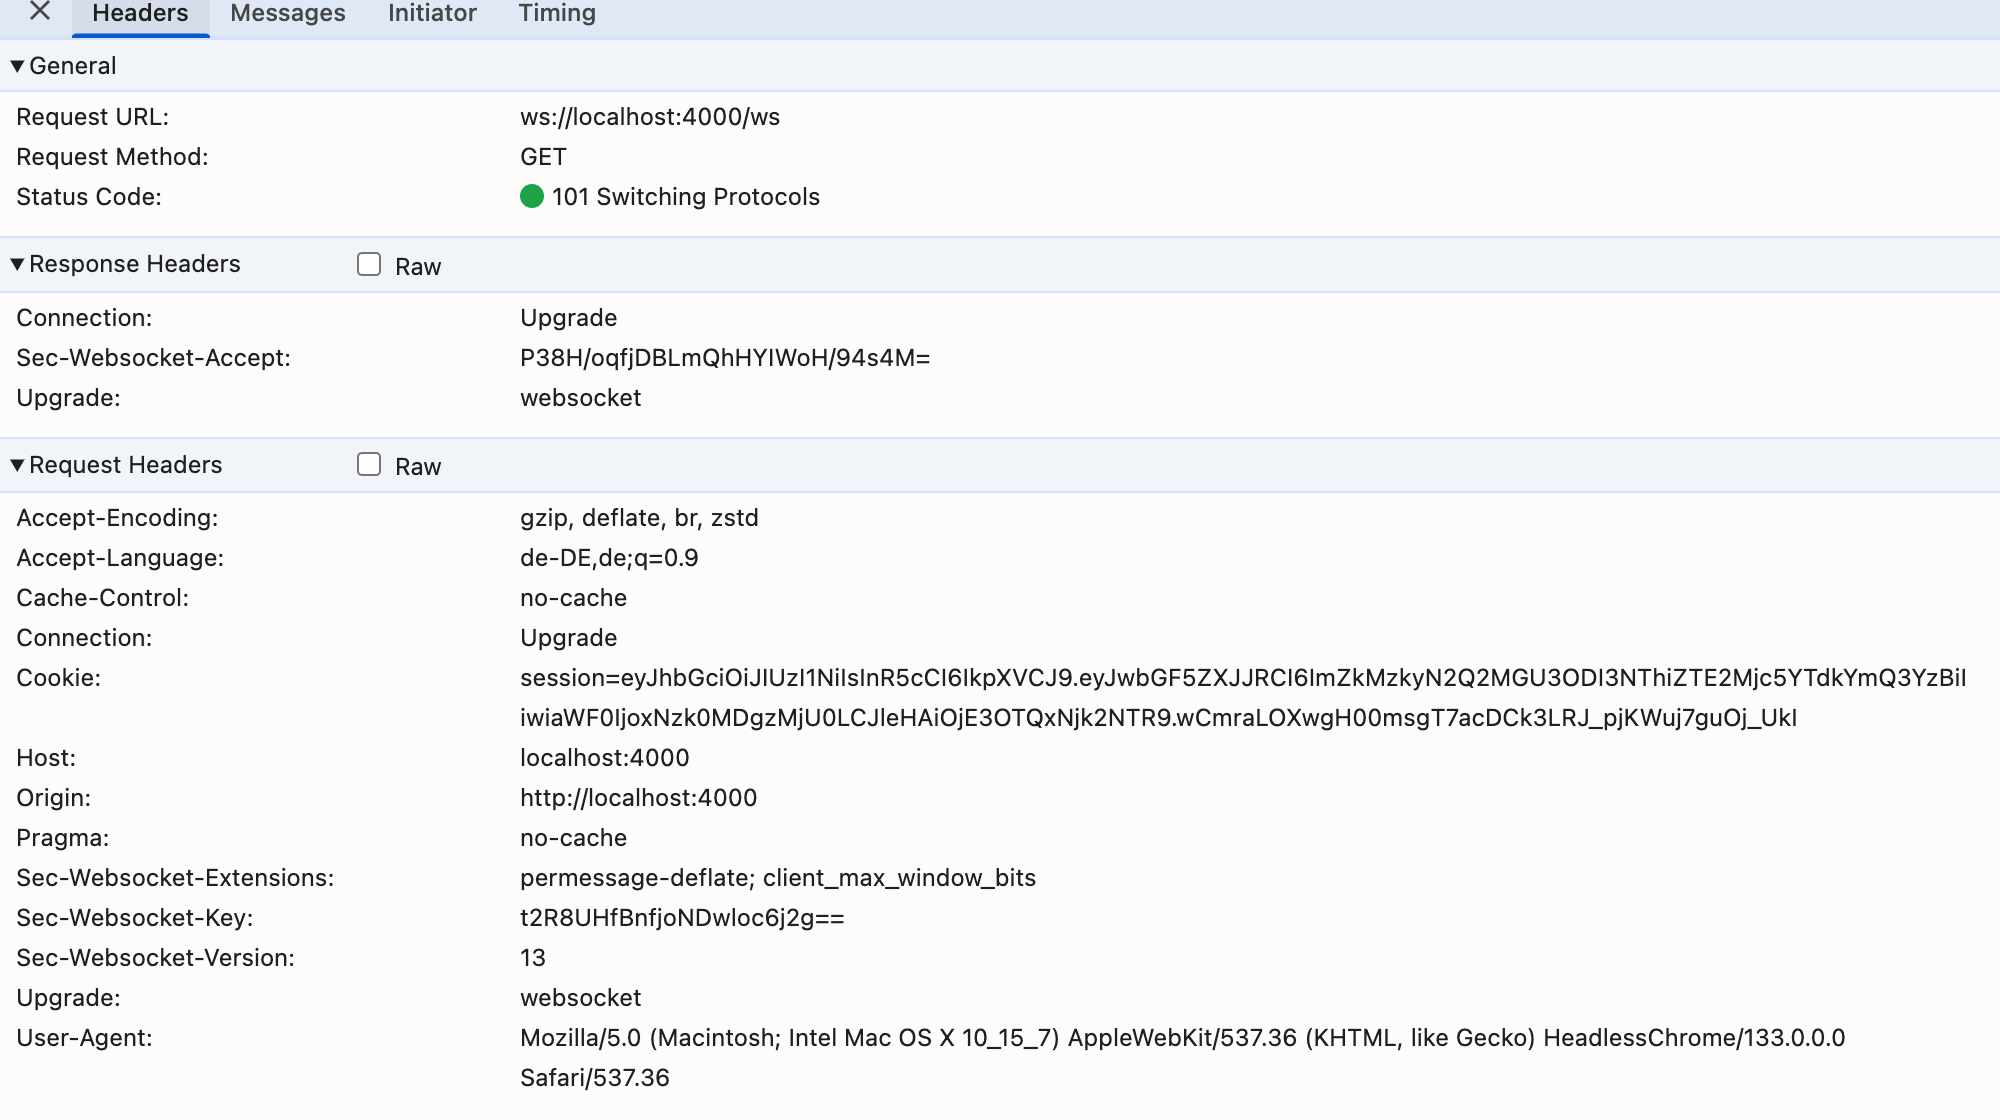 Headers Messages Initiator Timing
General
Request URL: ws://localhost:4000/ws
Request Method: GET
Status Code: 101 Switching Protocols
Response Headers Raw
Connection: Upgrade
Sec-Websocket-Accept: P38H/oqfjDBLmQhHYIWoH/94s4M=
Upgrade: websocket
Request Headers Raw
Accept-Encoding: gzip, deflate, br, zstd
Accept-Language: de-DE,de;q=0.9
Cache-Control: no-cache
Connection: Upgrade
Cookie: session=eyJhbGciOiJIUzI1NiIsInR5cCI6IkpXVCJ9.eyJwbGF5ZXJJRCI6ImZkMzkyN2Q2MGU3ODI3NThiZTE2Mjc5YTdkYmQ3YzBiI
iwiaWF0IjoxNzk0MDgzMjU0LCJleHAiOjE3OTQxNjk2NTR9.wCmraLOXwgH00msgT7acDCk3LRJ_pjKWuj7guOj_UkI
Host: localhost:4000
Origin: http://localhost:4000
Pragma: no-cache
Sec-Websocket-Extensions: permessage-deflate; client_max_window_bits
Sec-Websocket-Key: t2R8UHfBnfjoNDwloc6j2g==
Sec-Websocket-Version: 13
Upgrade: websocket
User-Agent: Mozilla/5.0 (Macintosh; Intel Mac OS X 10_15_7) AppleWebKit/537.36 (KHTML, like Gecko) HeadlessChrome/133.0.0.0
Safari/537.36